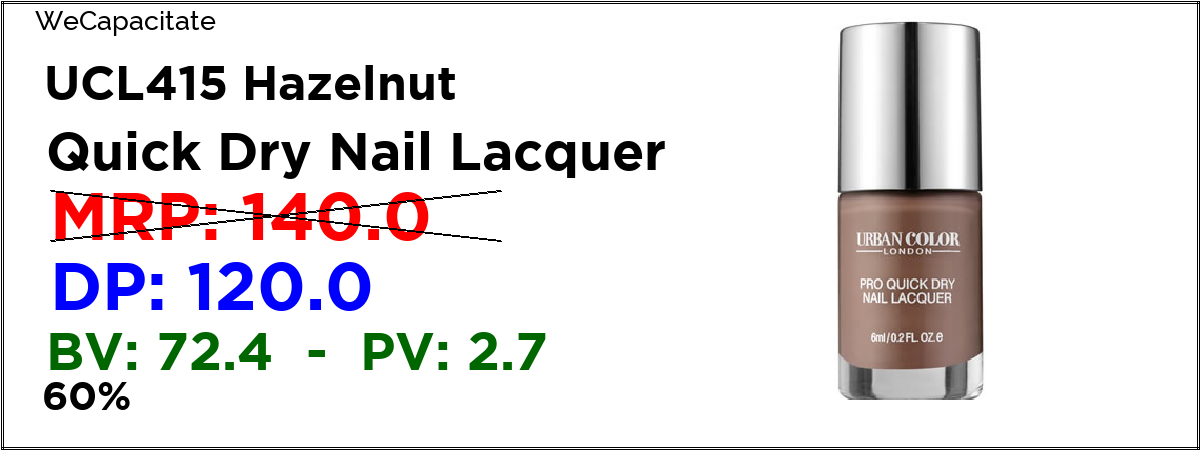 WeCapacitate
UCL415 Hazelnut
Quick Dry Nail Lacquer
MRP: 140.0
DP: 120.0
BV: 72.4 - PV: 2.7
60%
URBAN COLOR
LONDON
PRO QUICK DRY
NAIL LACQUER
6ml/0.2 FL. OZ.e